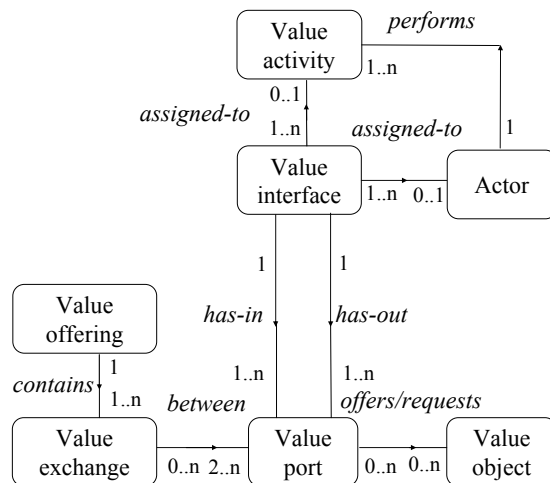 performs
Value
activity
1..n
0..1
assigned-to
1..n
assigned-to
1
Value
interface
1..n
0..1
Actor
1
1
Value
offering
has-in
has-out
1
contains
1..n
1..n
1..n
between
offers/requests
Value
exchange
0..n
2..n
Value
port
0..n
0..n
Value
object